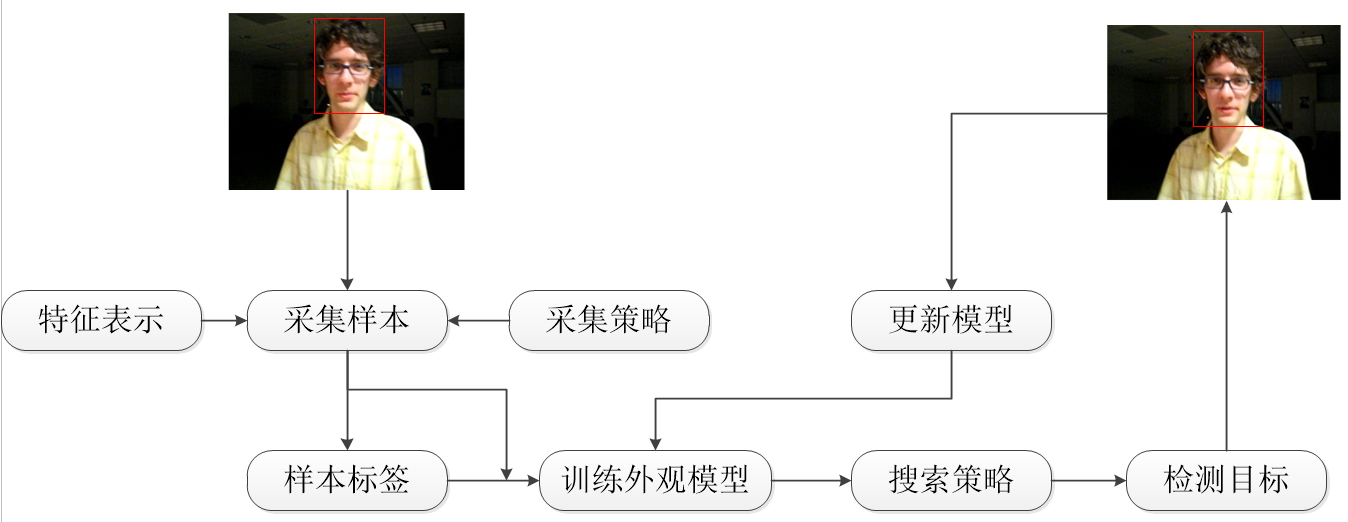 特征表示
采集样本
采集策略
更新模型
样本标签
训练外观模型
搜索策略
检测目标